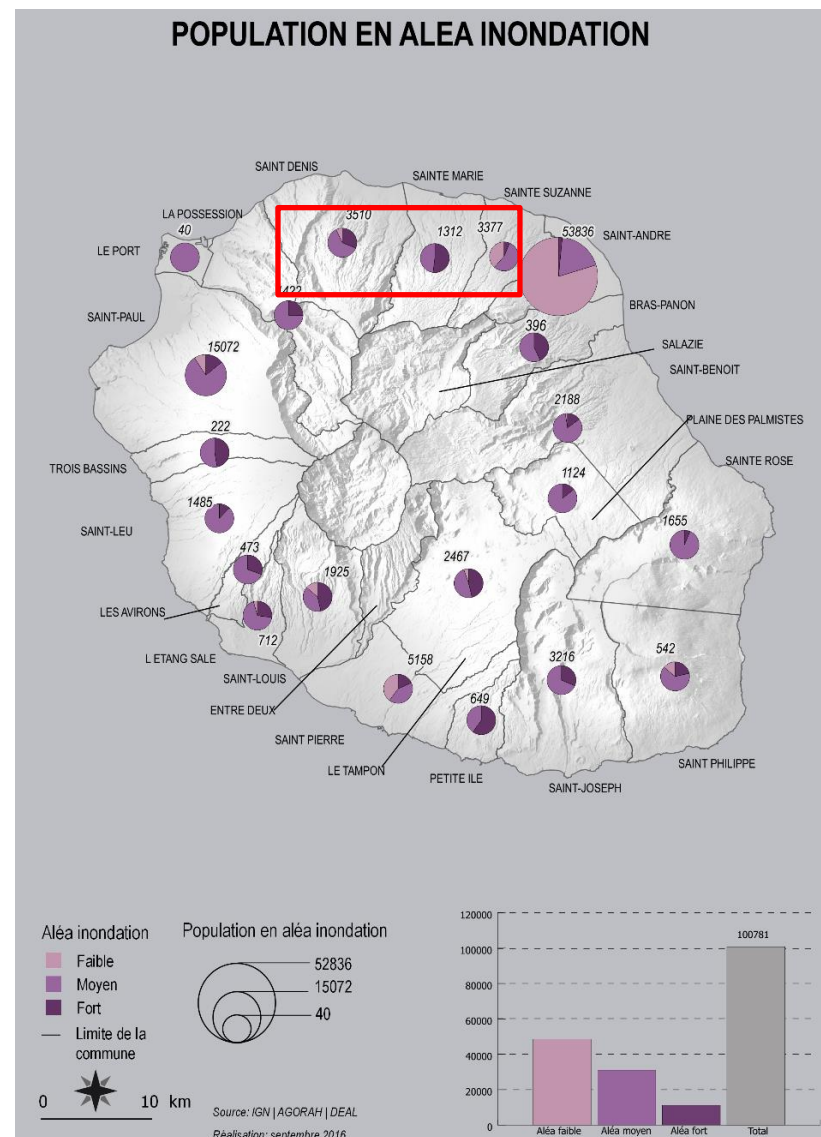 POPULATION EN ALEA INONDATION
SAINT DENIS
SAINTE MARIE
SAINTE SUZANNE
LA POSSESSION
3510
1312
3377
53836
SAINT-ANDRE
40
LE PORT
1422
BRAS-PANON
SAINT-PAUL
396
SALAZIE
15072
SAINT-BENOIT
2188
PLAINE DES PALMISTES
222
SAINTE ROSE
TROIS BASSINS
1124
1485
1655
SAINT-LEU
473
1925
2467
LES AVIRONS
712
L ETANG SALE
5158
3216
542
SAINT-LOUIS
649
ENTRE DEUX
SAINT PIERRE
LE TAMPON
PETITE ILE
SAINT-JOSEPH
SAINT PHILIPPE
Aléa inondation
Faible
Moyen
Fort
Limite de la
commune
0 10 km
Population en aléa inondation
52836
15072
40
Source: IGN | AGORAH | DEAL
Réalisation: septembre 2016
120000
100000
80000
60000
40000
20000
0
100781
Aléa faible Aléa moyen Aléa fort Total